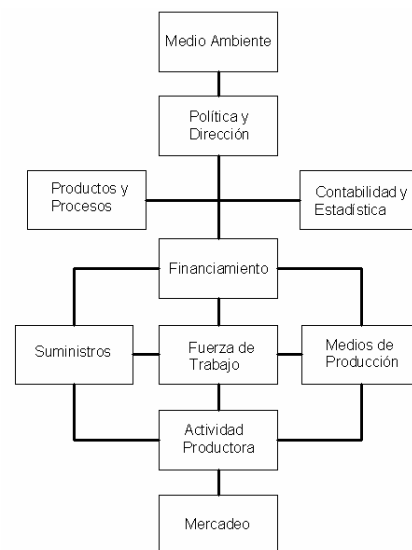 Medio Ambiente
Política y
Dirección
Productos y
Procesos
Contabilidad y
Estadística
Financiamiento
Suministros
Fuerza de
Trabajo
Medios de
Producción
Actividad
Productora
Mercadeo